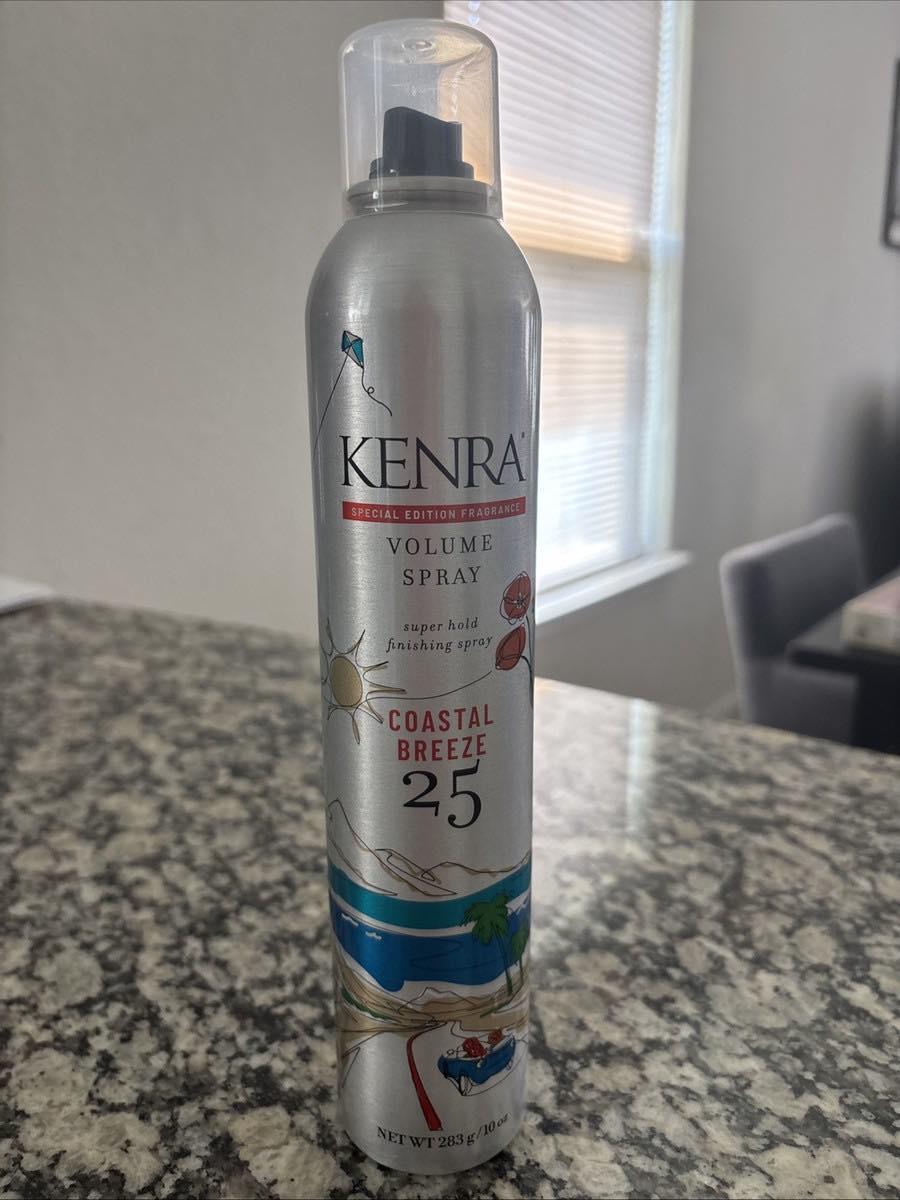 KENRA
SPECIAL EDITION FRAGRANCE
VOLUME
SPRAY
super hold
finishing spray
COASTAL
BREEZE
25
NET WT 283 g/10 oz